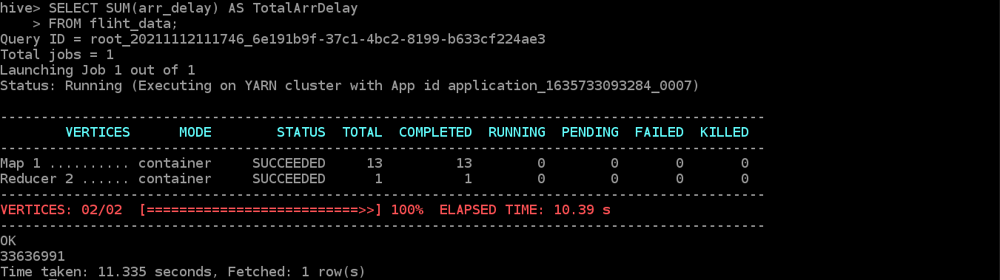 hive> SELECT SUM(arr_delay) AS TotalArrDelay
    > FROM fliht_data;
Query ID = root_20211112111746_6e191b9f-37c1-4bc2-8199-b633cf224ae3
Total jobs = 1
Launching Job 1 out of 1
Status: Running (Executing on YARN cluster with App id application_1635733093284_0007)
----------------------------------------------------------------------------------------------
        VERTICES      MODE        STATUS  TOTAL  COMPLETED  RUNNING  PENDING  FAILED  KILLED
----------------------------------------------------------------------------------------------
Map 1 .......... container     SUCCEEDED     13         13        0        0       0       0
Reducer 2 ...... container     SUCCEEDED      1          1        0        0       0       0
----------------------------------------------------------------------------------------------
VERTICES: 02/02  [==========================>>] 100%  ELAPSED TIME: 10.39 s
----------------------------------------------------------------------------------------------
OK
33636991
Time taken: 11.335 seconds, Fetched: 1 row(s)